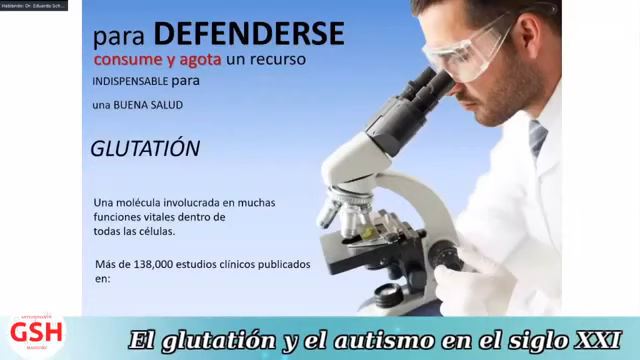 Hablando: Dr. Eduardo Sch...
para DEFENDERSE
consume y agota un recurso
INDISPENSABLE para
una BUENA SALUD
GLUTATIÓN
Una molécula involucrada en muchas
funciones vitales dentro de
todas las células.
Más de 138,000 estudios clínicos publicados
en:
GSH
El glutatión y el autismo en el siglo XXI